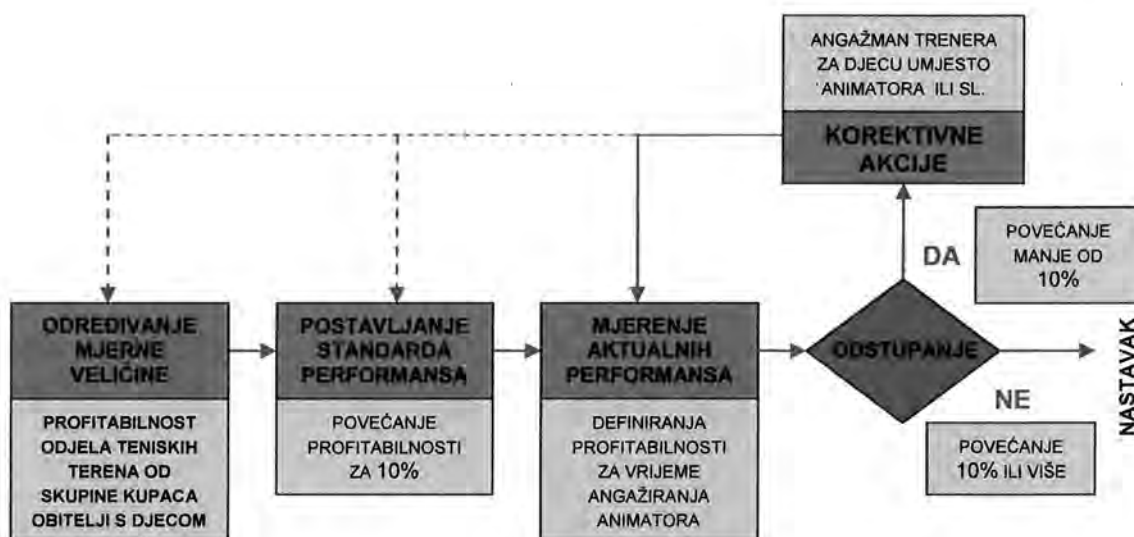 ANGAŽMAN TRENERA
ZA DJECU UMJESTO
ANIMATORA ILI SL.
KOREKTIVNE
AKCIJE
DA
POVEĆANJE
MANJE OD
10%
ODREĐIVANJE
MJERNE
VELIČINE
PROFITABILNOST
ODJELA TENISKIH
TERENA OD
SKUPINE KUPACA
OBITELJI S DJECOM
POSTAVLJANJE
STANDARDA
PERFORMANSA
POVEĆANJE
PROFITABILNOSTI
ZA 10%
MJERENJE
AKTUALNIH
PERFORMANSA
DEFINIRANJA
PROFITABILNOSTI
ZA VRIJEME
ANGAŽIRANJA
ANIMATORA
ODSTUPANJE
NE
POVEĆANJE
10% ILI VIŠE
NASTAVAK